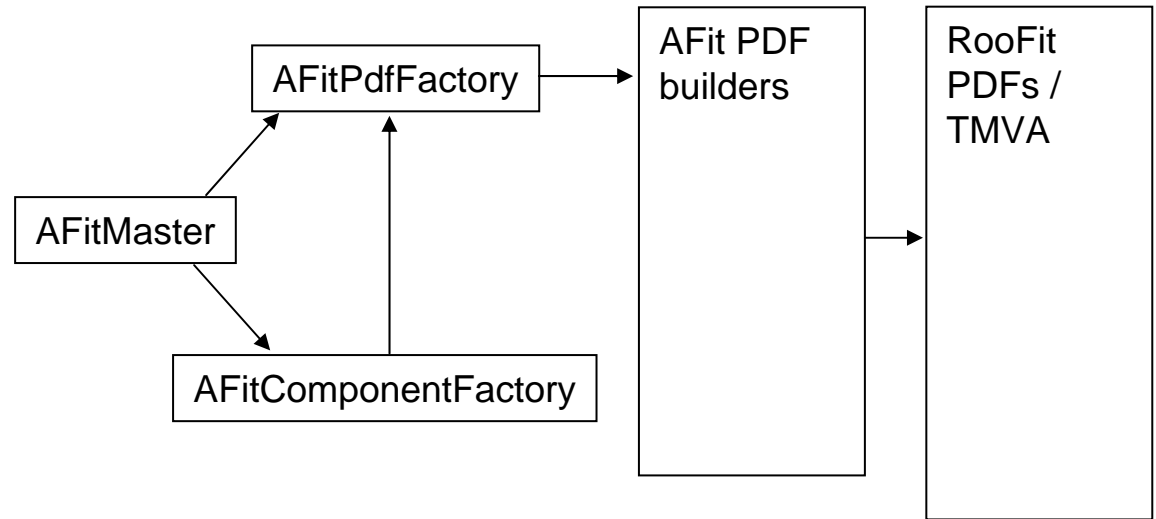 AFitPdfFactory
AFit PDF
builders
RooFit
PDFs /
TMVA
AFitMaster
AFitComponentFactory